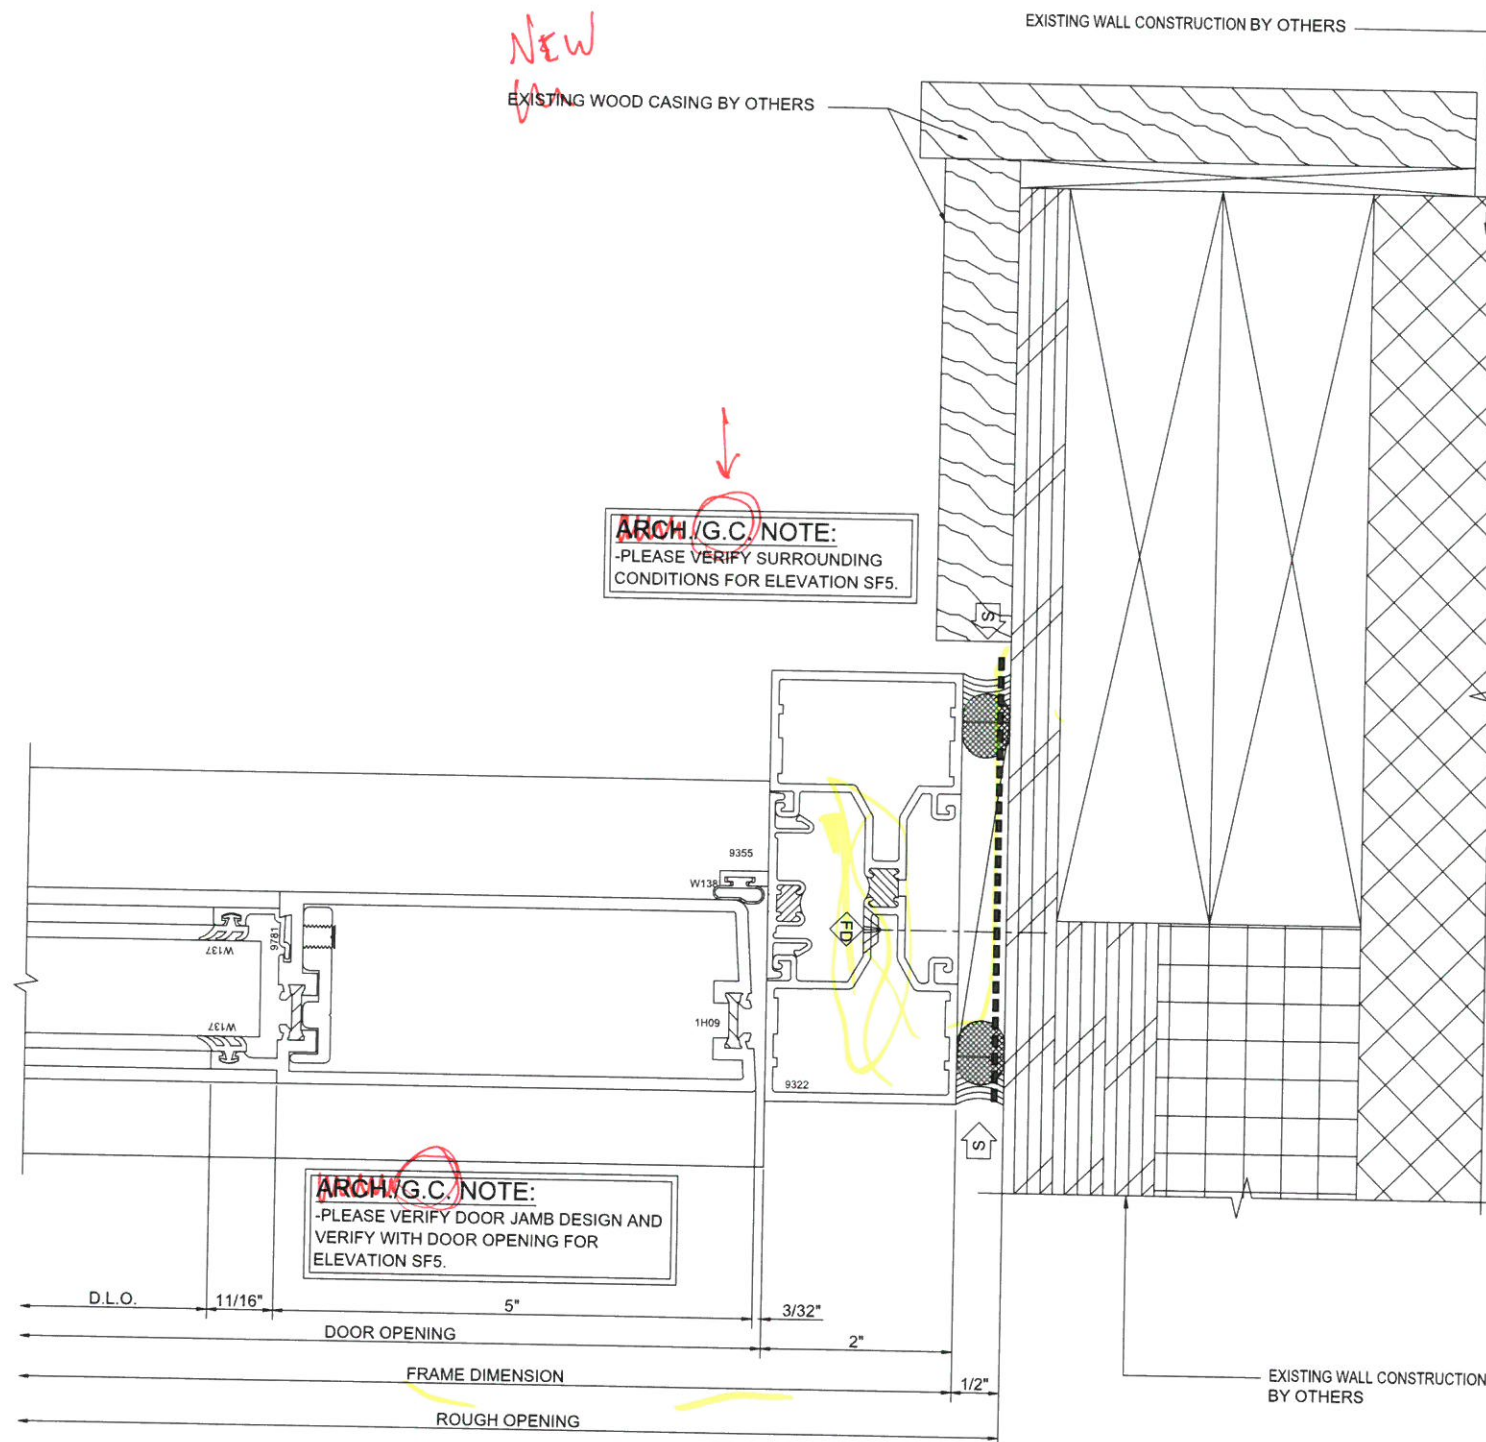 EXISTING WALL CONSTRUCTION BY OTHERS
NEW
EXISTING WOOD CASING BY OTHERS
ARCH./G.C. NOTE:
-PLEASE VERIFY SURROUNDING
CONDITIONS FOR ELEVATION SF5.
S
9355
W138
FD
9781
W137
W137
1H09
9322
S
ARCH./G.C. NOTE:
-PLEASE VERIFY DOOR JAMB DESIGN AND
VERIFY WITH DOOR OPENING FOR
ELEVATION SF5.
D.L.O.
11/16"
5"
3/32"
DOOR OPENING
2"
FRAME DIMENSION
1/2"
ROUGH OPENING
EXISTING WALL CONSTRUCTION
BY OTHERS